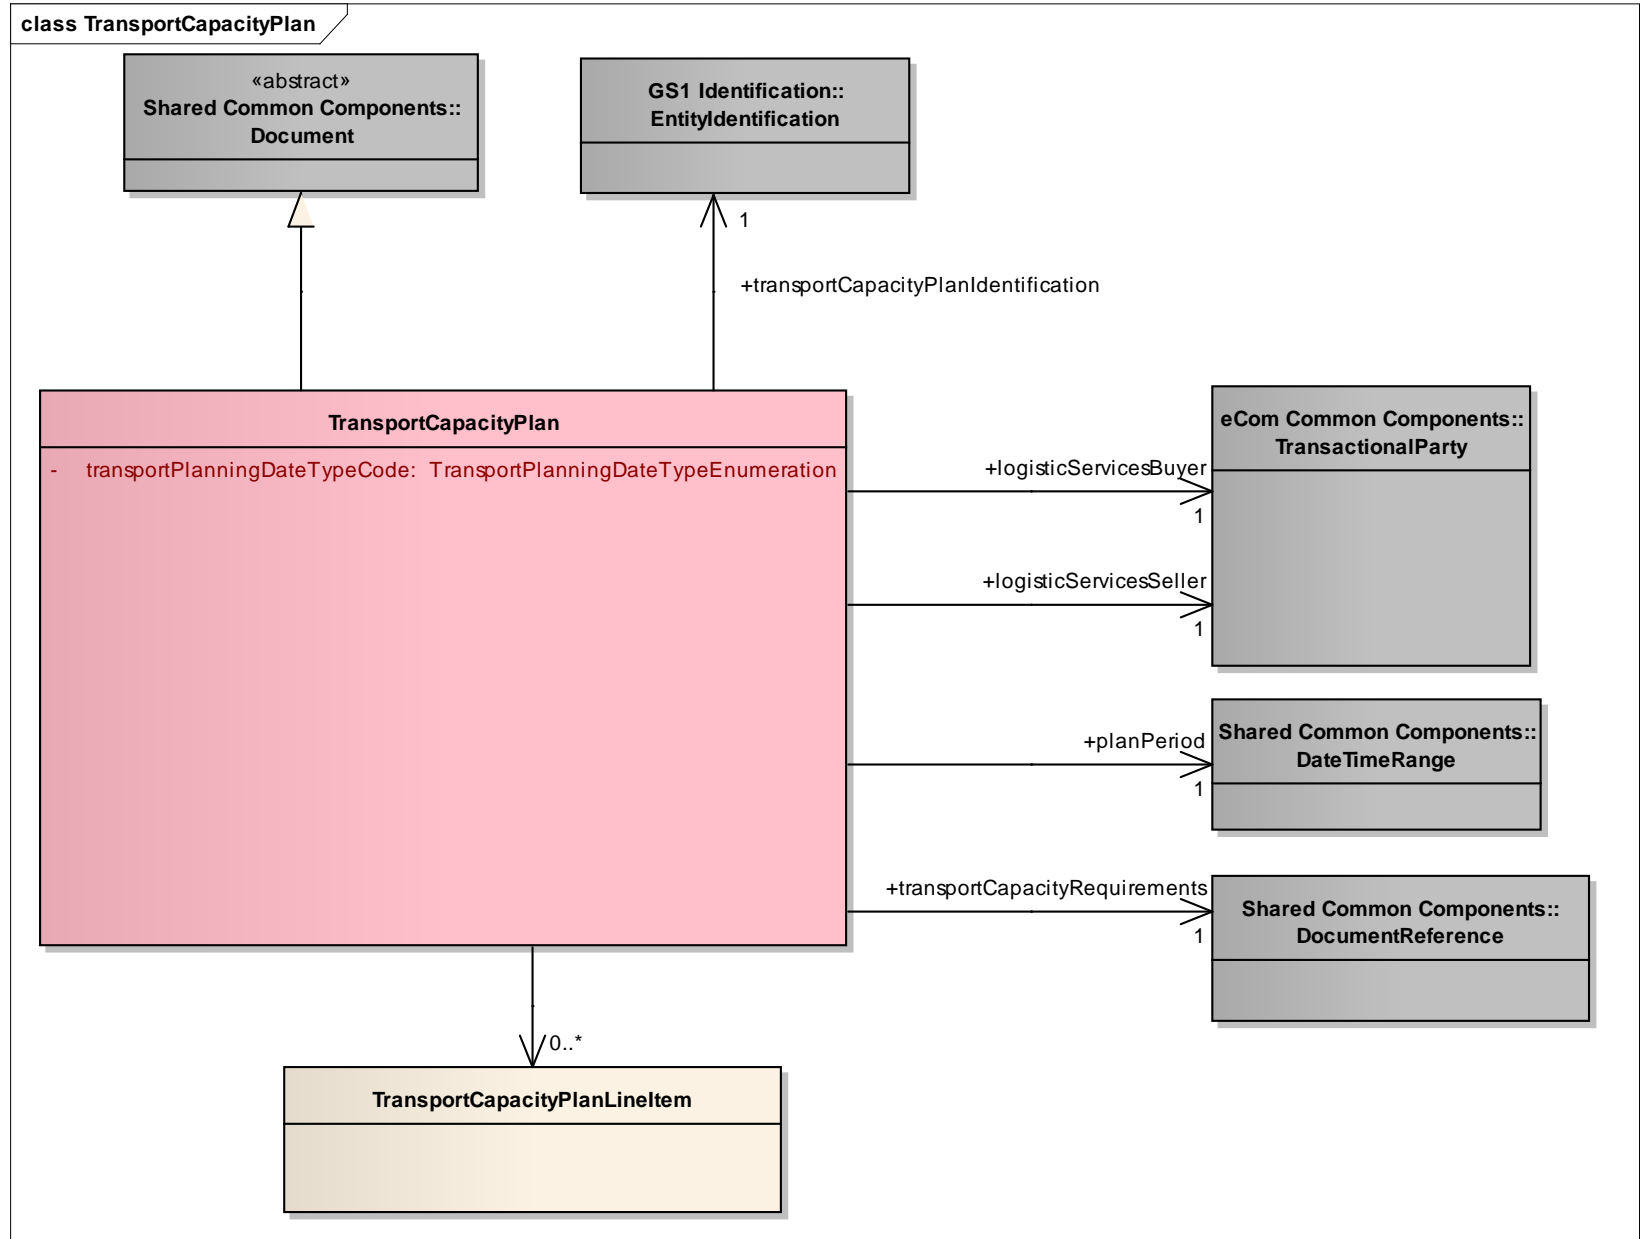 class TransportCapacityPlan
«abstract»
Shared Common Components::
Document
GS1 Identification::
EntityIdentification
1
+transportCapacityPlanIdentification
TransportCapacityPlan
- transportPlanningDateTypeCode: TransportPlanningDateTypeEnumeration
eCom Common Components::
TransactionalParty
+logisticServicesBuyer
1
+logisticServicesSeller
1
Shared Common Components::
DateTimeRange
+planPeriod
1
+transportCapacityRequirements
1
Shared Common Components::
DocumentReference
0..*
TransportCapacityPlanLineItem